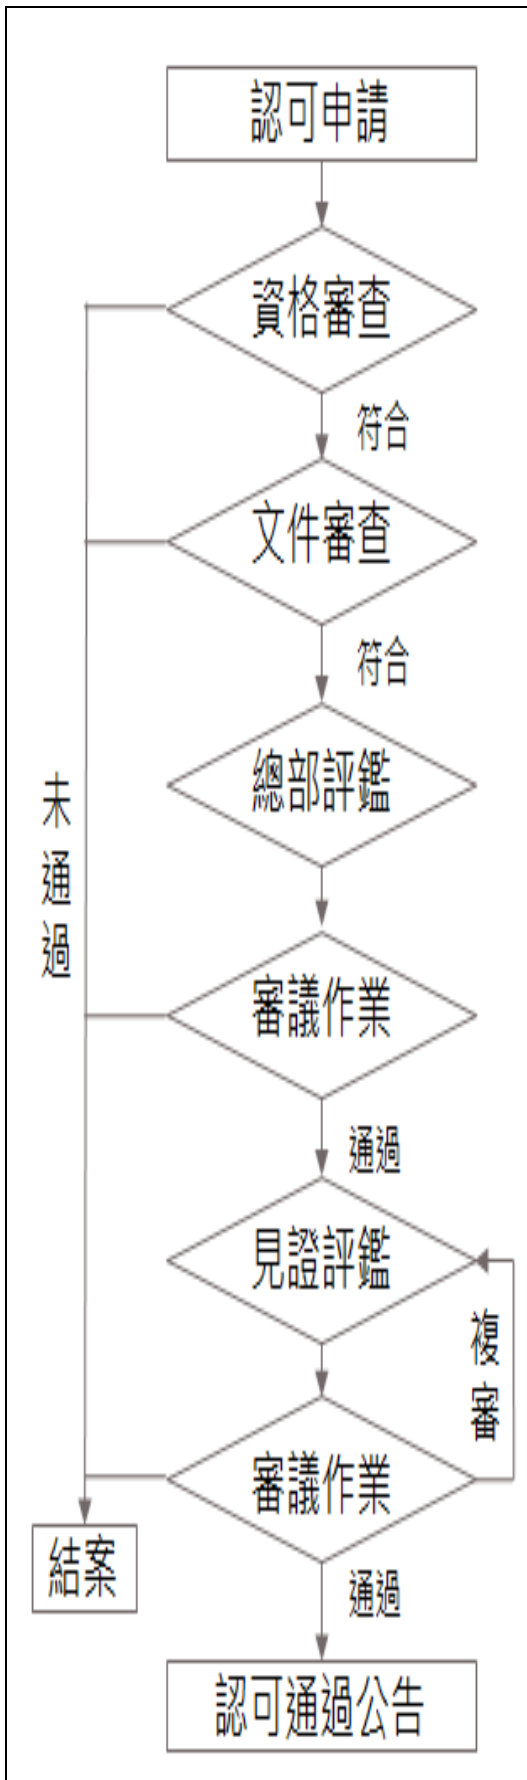 認可申請
資格審查
符合
文件審查
符合
總部評鑑
未通過
審議作業
通過
見證評鑑
複審
審議作業
結案
通過
認可通過公告